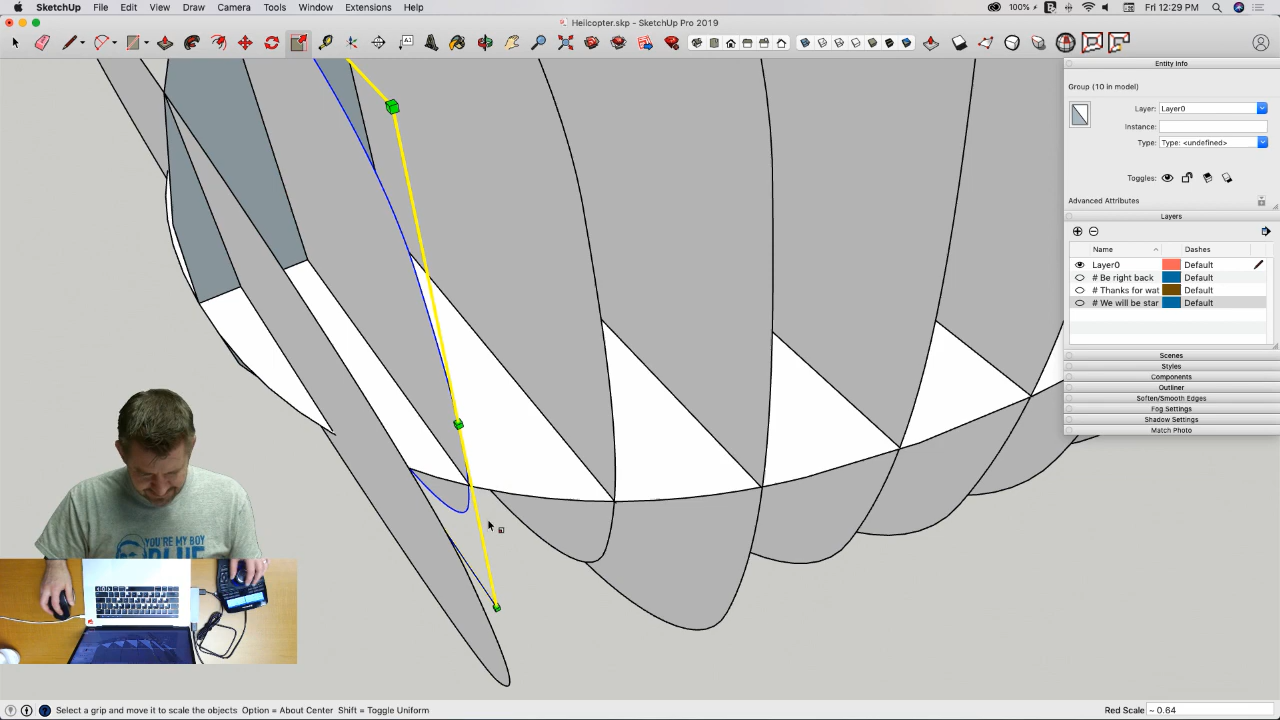 SketchUp File Edit View Camera Draw Tools Window Extensions Help
100% Fri 12:29 PM
Helicopter.skp - SketchUp Pro 2019
Entity Info
Group (10 in model)
Layer: Layer0
Instance:
Type: Type: <undefined>
Toggles:
Advanced Attributes
Layers
Name Dashes
Layer0 Default
# Be right back Default
# Thanks for wat Default
# We will be star Default
Scenes
Styles
Components
Outliner
Soften/Smooth Edges
Fog Settings
Shadow Settings
Match Photo
YOU'RE MY BOY
BLUE
Select a grip and move it to scale the objects Option = About Center Shift = Toggle Uniform
Red Scale ~ 0.64